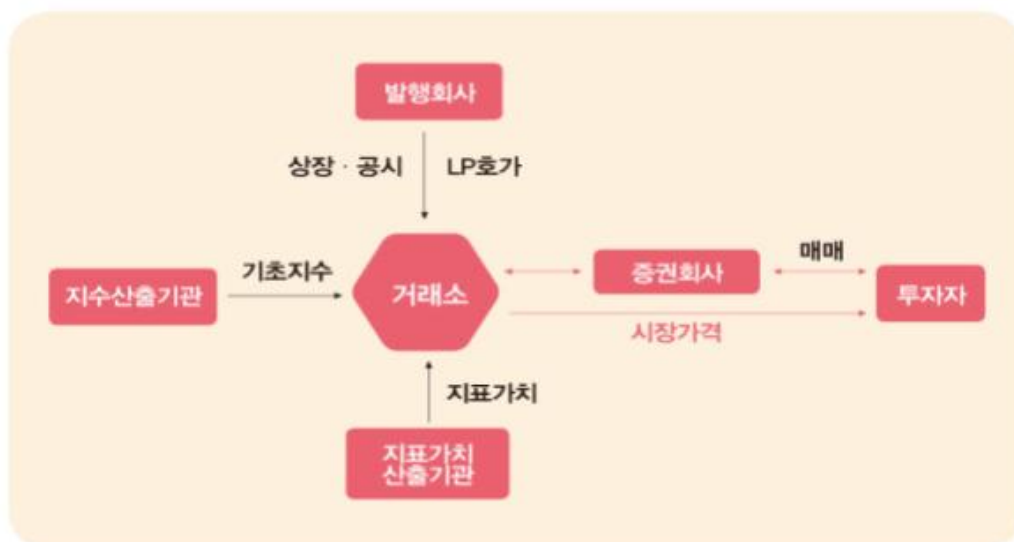 발행회사
상장 · 공시
LP호가
매매
기초지수
증권회사
지수산출기관
거래소
투자자
시장가격
지표가치
지표가치
산출기관